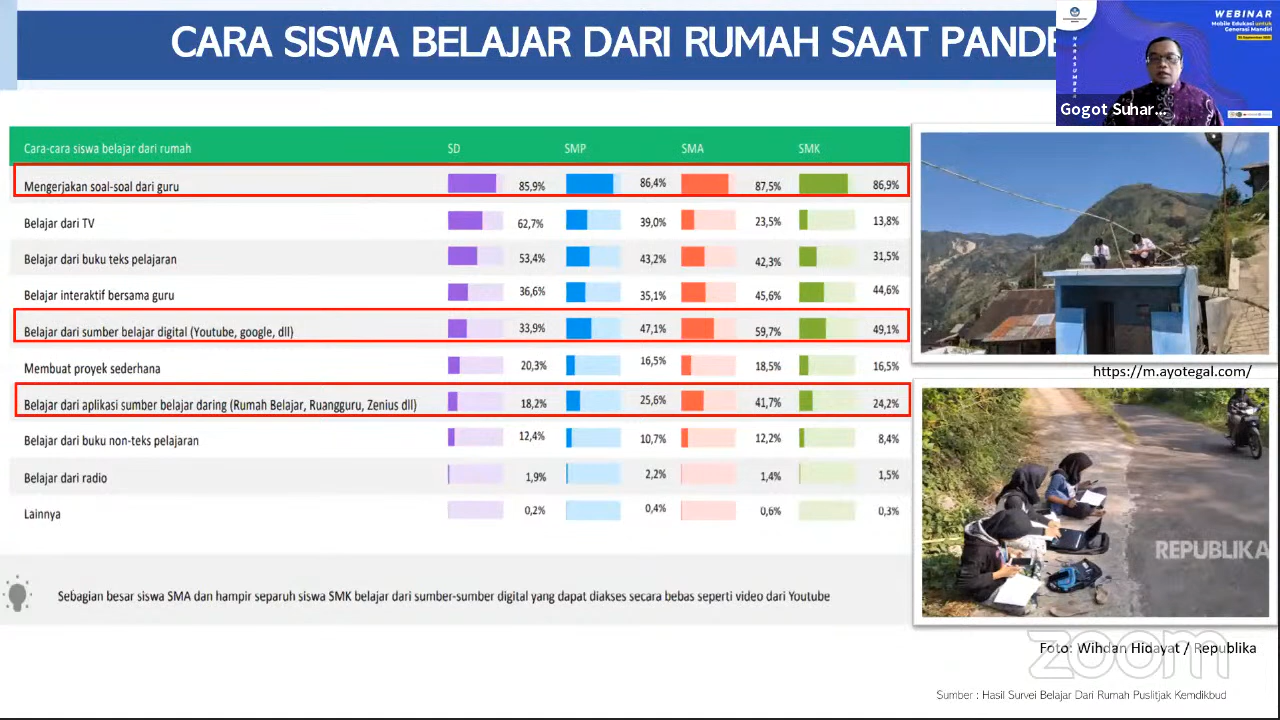 CARA SISWA BELAJAR DARI RUMAH SAAT PANDE
WEBINAR
Mobile Edukasi untuk
Generasi Mandiri
NARASUMBER
Gogot Suhar...
Cara-cara siswa belajar dari rumah SD SMP SMA SMK
Mengerjakan soal-soal dari guru 85,9% 86,4% 87,5% 86,9%
Belajar dari TV 62,7% 39,0% 23,5% 13,8%
Belajar dari buku teks pelajaran 53,4% 43,2% 42,3% 31,5%
Belajar interaktif bersama guru 36,6% 35,1% 45,6% 44,6%
Belajar dari sumber belajar digital (Youtube, google, dll) 33,9% 47,1% 59,7% 49,1%
Membuat proyek sederhana 20,3% 16,5% 18,5% 16,5%
Belajar dari aplikasi sumber belajar daring (Rumah Belajar, Ruangguru, Zenius dll) 18,2% 25,6% 41,7% 24,2%
Belajar dari buku non-teks pelajaran 12,4% 10,7% 12,2% 8,4%
Belajar dari radio 1,9% 2,2% 1,4% 1,5%
Lainnya 0,2% 0,4% 0,6% 0,3%
Sebagian besar siswa SMA dan hampir separuh siswa SMK belajar dari sumber-sumber digital yang dapat diakses secara bebas seperti video dari Youtube
https://m.ayotegal.com/
REPUBLIKA
zoom
Foto: Wihdan Hidayat / Republika
Sumber : Hasil Survei Belajar Dari Rumah Puslitjak Kemdikbud